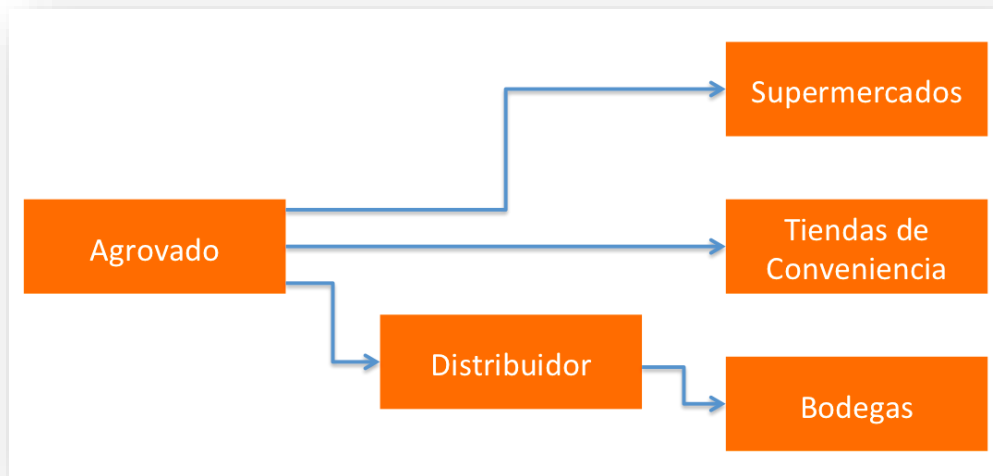 Supermercados
Agrovado
Tiendas de
Conveniencia
Distribuidor
Bodegas